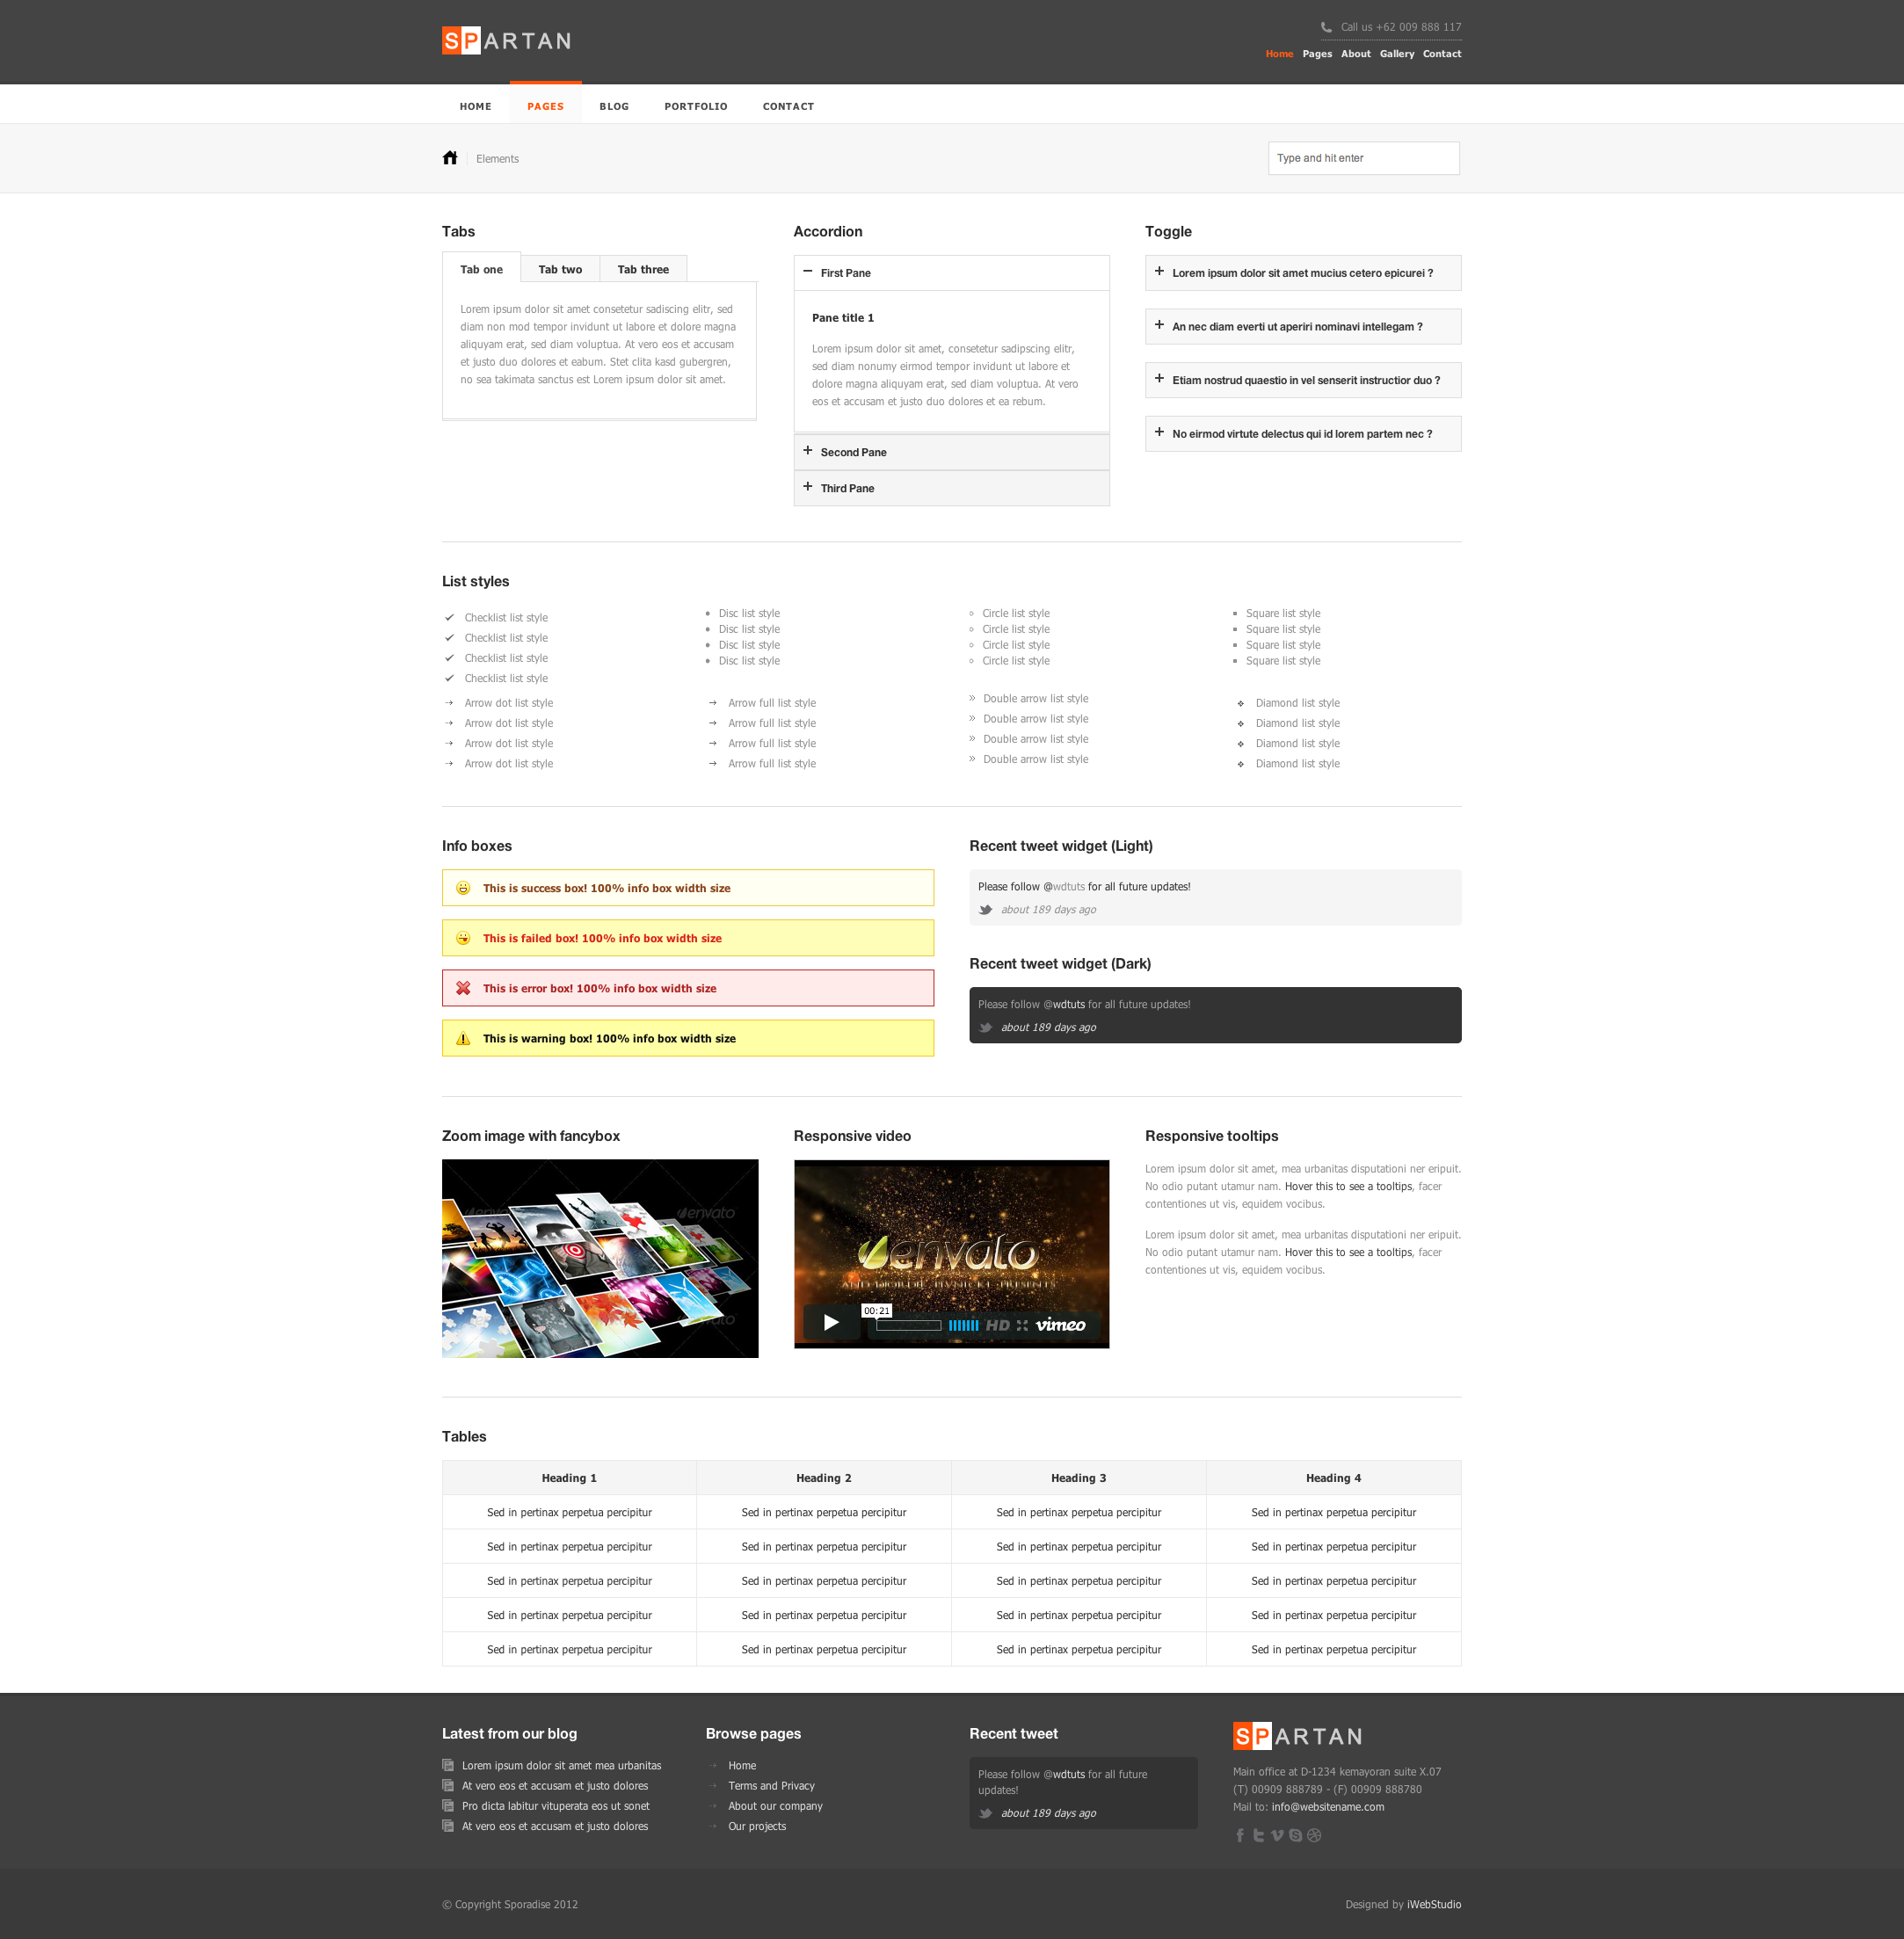 SPARTAN
Call us +62 009 888 117
Home Pages About Gallery Contact
HOME PAGES BLOG PORTFOLIO CONTACT
Elements
Type and hit enter
Tabs
Tab one Tab two Tab three
Lorem ipsum dolor sit amet consetetur sadiscing elitr, sed
diam non mod tempor invidunt ut labore et dolore magna
aliquyam erat, sed diam voluptua. At vero eos et accusam
et justo duo dolores et eabum. Stet clita kasd gubergren,
no sea takimata sanctus est Lorem ipsum dolor sit amet.
Accordion
First Pane
Pane title 1
Lorem ipsum dolor sit amet, consetetur sadipscing elitr,
sed diam nonumy eirmod tempor invidunt ut labore et
dolore magna aliquyam erat, sed diam voluptua. At vero
eos et accusam et justo duo dolores et ea rebum.
Second Pane
Third Pane
Toggle
Lorem ipsum dolor sit amet mucius cetero epicurei ?
An nec diam everti ut aperiri nominavi intellegam ?
Etiam nostrud quaestio in vel senserit instructior duo ?
No eirmod virtute delectus qui id lorem partem nec ?
List styles
Checklist list style
Checklist list style
Checklist list style
Checklist list style
Disc list style
Disc list style
Disc list style
Disc list style
Circle list style
Circle list style
Circle list style
Circle list style
Square list style
Square list style
Square list style
Square list style
Arrow dot list style
Arrow dot list style
Arrow dot list style
Arrow dot list style
Arrow full list style
Arrow full list style
Arrow full list style
Arrow full list style
Double arrow list style
Double arrow list style
Double arrow list style
Double arrow list style
Diamond list style
Diamond list style
Diamond list style
Diamond list style
Info boxes
This is success box! 100% info box width size
This is failed box! 100% info box width size
This is error box! 100% info box width size
This is warning box! 100% info box width size
Recent tweet widget (Light)
Please follow @wdtuts for all future updates!
about 189 days ago
Recent tweet widget (Dark)
Please follow @wdtuts for all future updates!
about 189 days ago
Zoom image with fancybox
envato
envato
Responsive video
envato
00:21
HD
vimeo
Responsive tooltips
Lorem ipsum dolor sit amet, mea urbanitas disputationi ner eripuit.
No odio putant utamur nam. Hover this to see a tooltips, facer
contentiones ut vis, equidem vocibus.
Lorem ipsum dolor sit amet, mea urbanitas disputationi ner eripuit.
No odio putant utamur nam. Hover this to see a tooltips, facer
contentiones ut vis, equidem vocibus.
Tables
Heading 1 Heading 2 Heading 3 Heading 4
Sed in pertinax perpetua percipitur Sed in pertinax perpetua percipitur Sed in pertinax perpetua percipitur Sed in pertinax perpetua percipitur
Sed in pertinax perpetua percipitur Sed in pertinax perpetua percipitur Sed in pertinax perpetua percipitur Sed in pertinax perpetua percipitur
Sed in pertinax perpetua percipitur Sed in pertinax perpetua percipitur Sed in pertinax perpetua percipitur Sed in pertinax perpetua percipitur
Sed in pertinax perpetua percipitur Sed in pertinax perpetua percipitur Sed in pertinax perpetua percipitur Sed in pertinax perpetua percipitur
Sed in pertinax perpetua percipitur Sed in pertinax perpetua percipitur Sed in pertinax perpetua percipitur Sed in pertinax perpetua percipitur
Latest from our blog
Lorem ipsum dolor sit amet mea urbanitas
At vero eos et accusam et justo dolores
Pro dicta labitur vituperata eos ut sonet
At vero eos et accusam et justo dolores
Browse pages
Home
Terms and Privacy
About our company
Our projects
Recent tweet
Please follow @wdtuts for all future
updates!
about 189 days ago
SPARTAN
Main office at D-1234 kemayoran suite X.07
(T) 00909 888789 - (F) 00909 888780
Mail to: info@websitename.com
© Copyright Sporadise 2012
Designed by iWebStudio